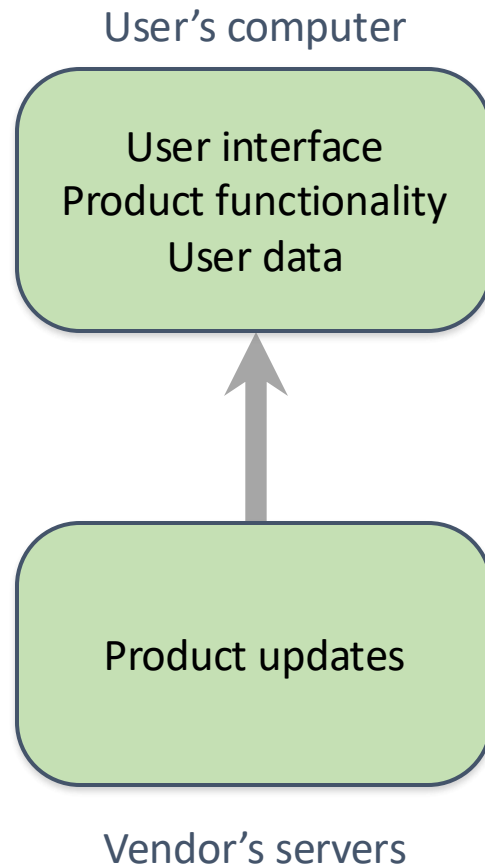 User’s computer
User interface
Product functionality
User data
Product updates
Vendor’s servers